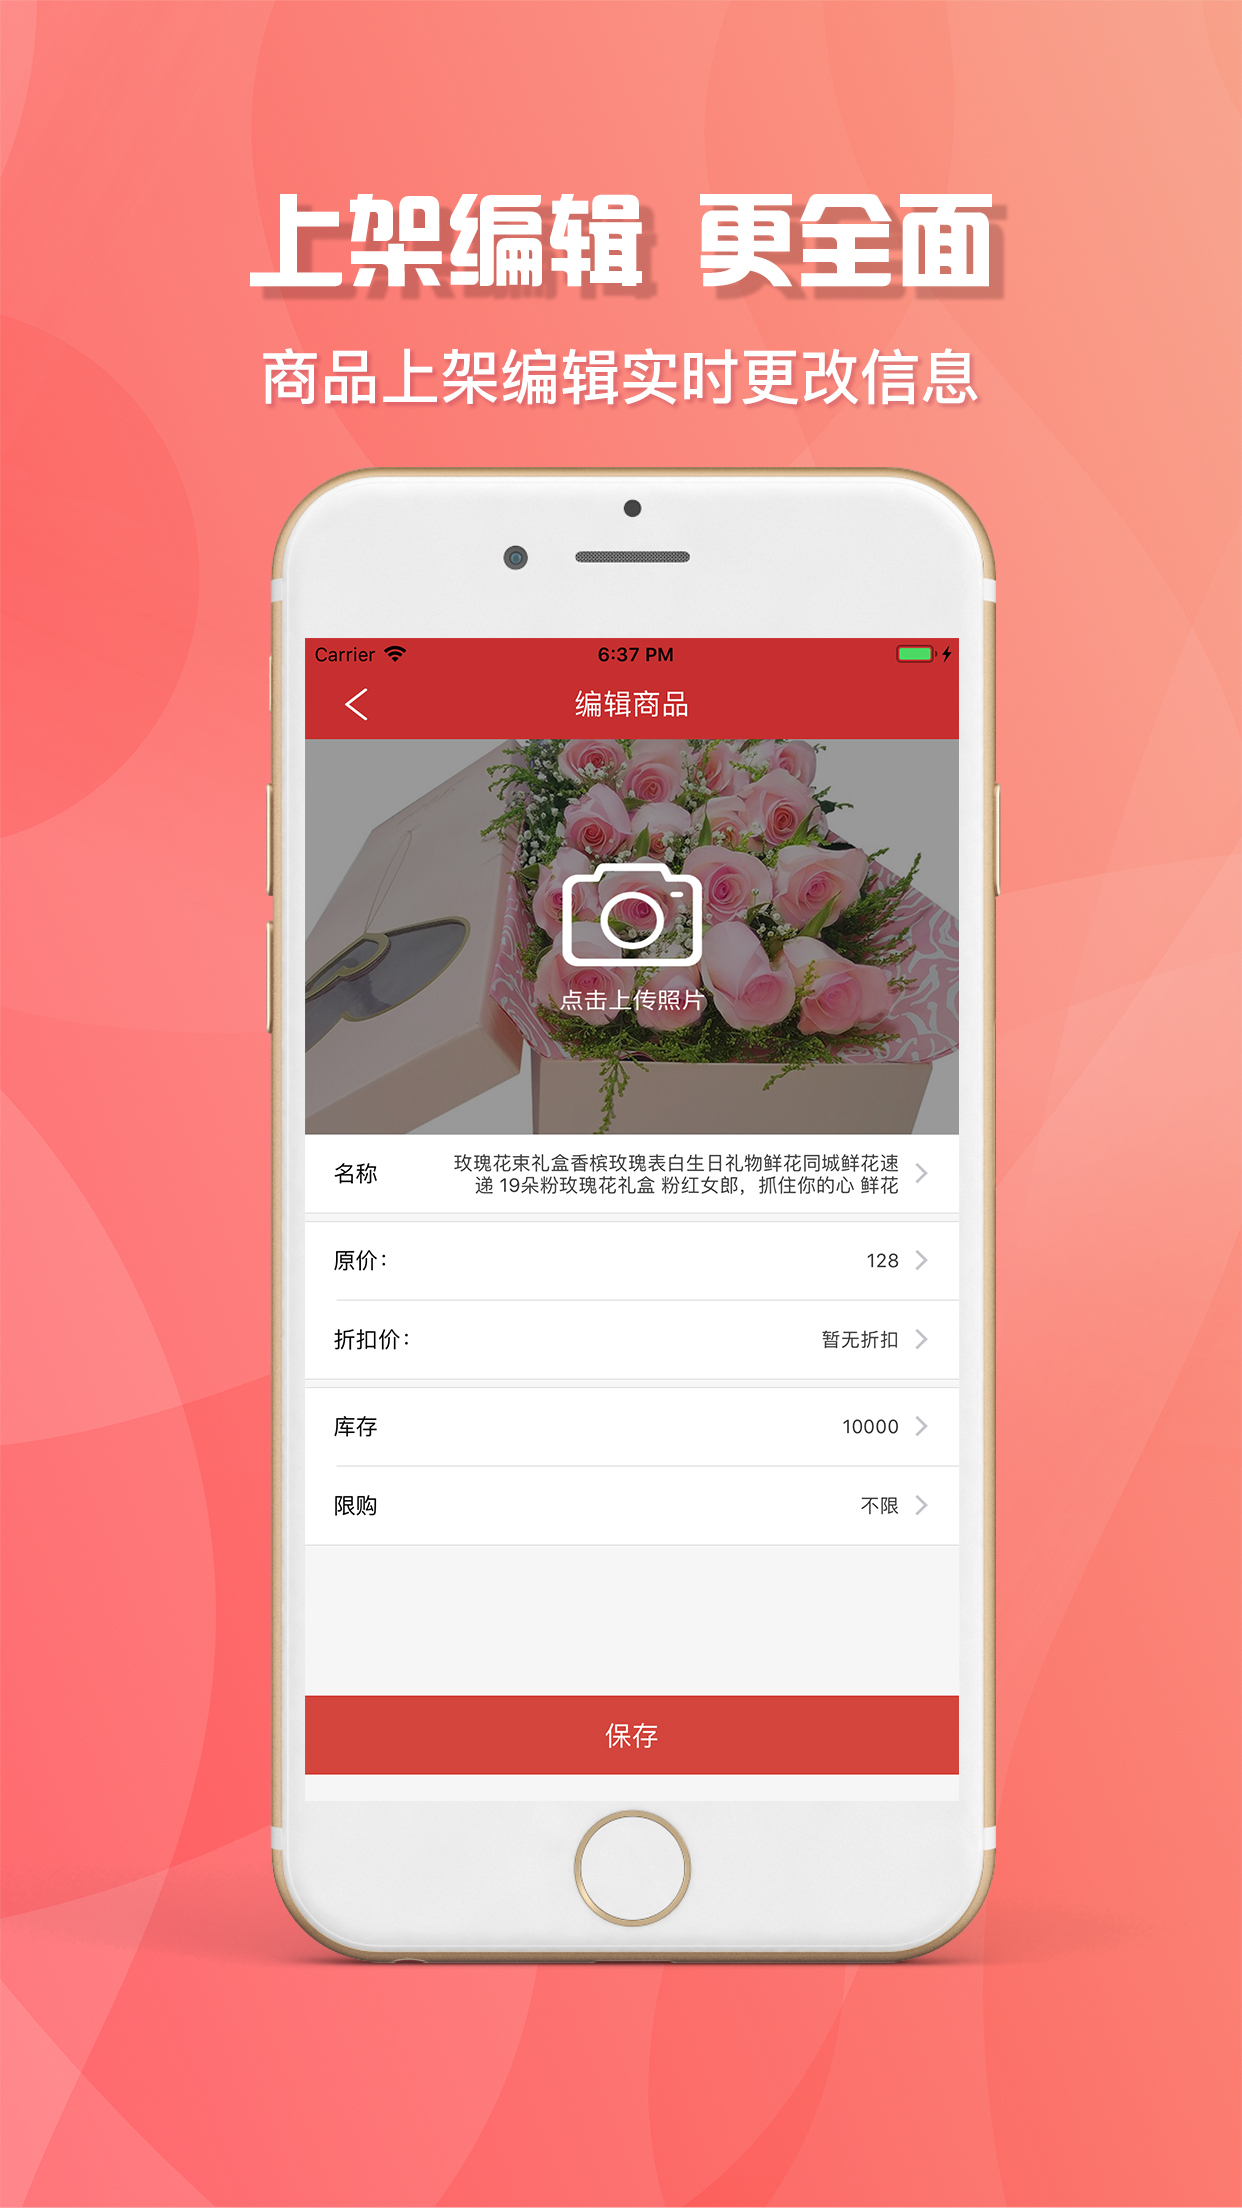 上架编辑 更全面
商品上架编辑实时更改信息
Carrier 6:37 PM
编辑商品
点击上传照片
名称 玫瑰花束礼盒香槟玫瑰表白生日礼物鲜花同城鲜花速
递 19朵粉玫瑰花礼盒 粉红女郎，抓住你的心 鲜花
原价： 128
折扣价： 暂无折扣
库存 10000
限购 不限
保存